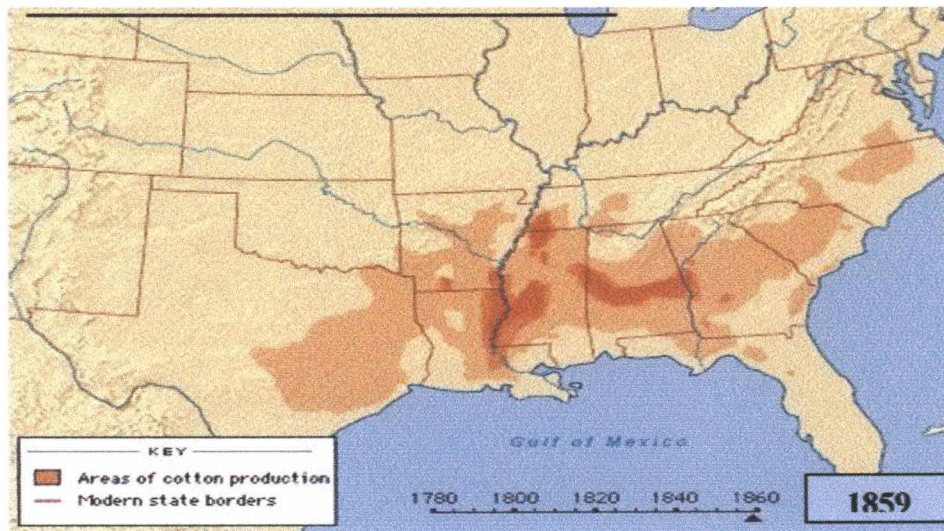 Gulf of Mexico
KEY
Areas of cotton production
Modern state borders
1780 1800 1820 1840 1860
1859